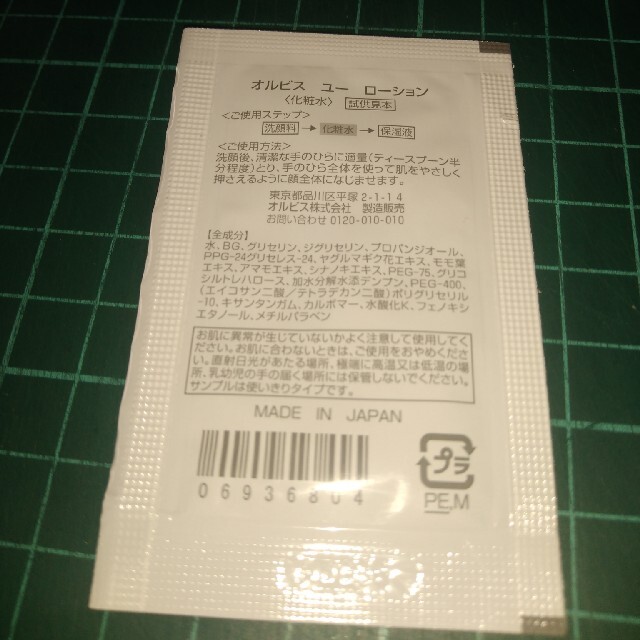 オルビス ユー ローション
〈化粧水〉 試供見本
<ご使用ステップ>
洗顔料→化粧水→保湿液
<ご使用方法>
洗顔後、清潔な手のひらに適量(ティースプーン半
分程度)とり、手のひら全体を使って肌をやさしく
押さえるように顔全体になじませます。
東京都品川区平塚2-1-14
オルビス株式会社 製造販売
お問い合わせ 0120-010-010
【全成分】
水、BG、グリセリン、ジグリセリン、プロパンジオール、
PPG-24グリセレス-24、ヤグルマギク花エキス、モモ葉
エキス、アマモエキス、シナノキエキス、PEG-75、グリコ
シルトレハロース、加水分解水添デンプン、PEG-400、
(エイコサン二酸/テトラデカン二酸)ポリグリセリル
-10、キサンタンガム、カルボマー、水酸化K、フェノキシ
エタノール、メチルパラベン
お肌に異常が生じていないかよく注意して使用してく
ださい。お肌に合わないときは、ご使用をおやめくださ
い。直射日光があたる場所、極端に高温又は低温の場
所、乳幼児の手の届く場所には保管しないでください。
サンプルは使いきりタイプです。
MADE IN JAPAN
06936804
プラ
PE,M